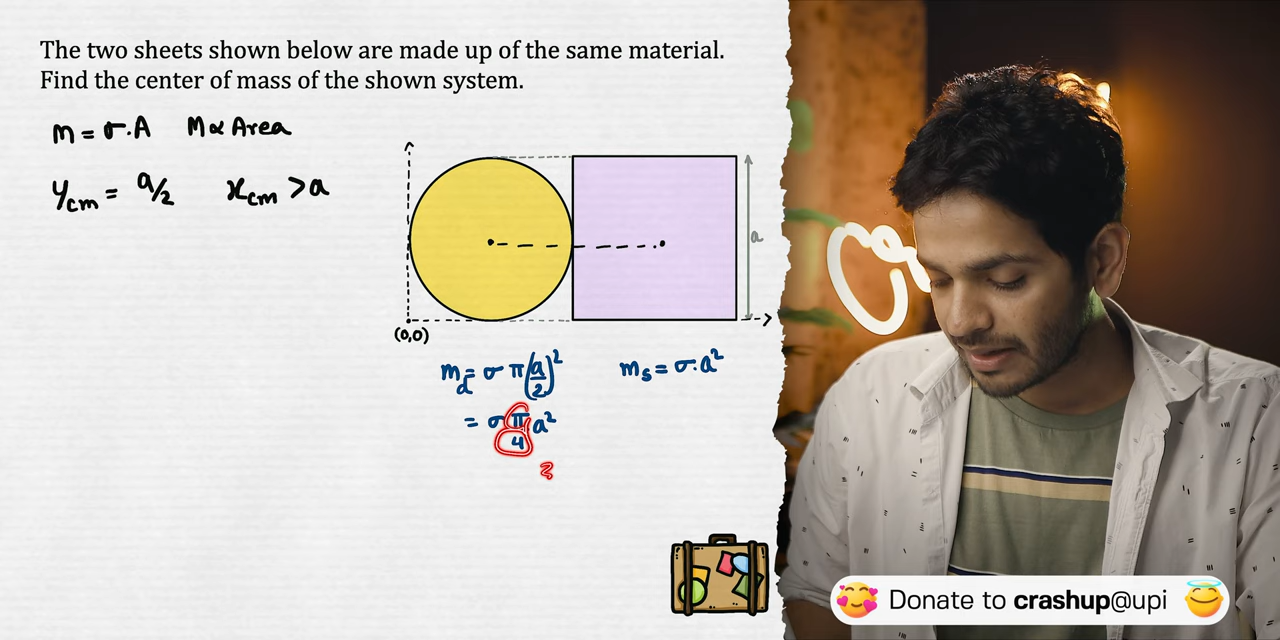 The two sheets shown below are made up of the same material.
Find the center of mass of the shown system.
m = σ.A M∝ Area
ycm = a/2 xcm > a
a
(0,0)
md = σ π(a/2)² ms = σ.a²
= σ π/4 a²
3
Donate to crashup@upi